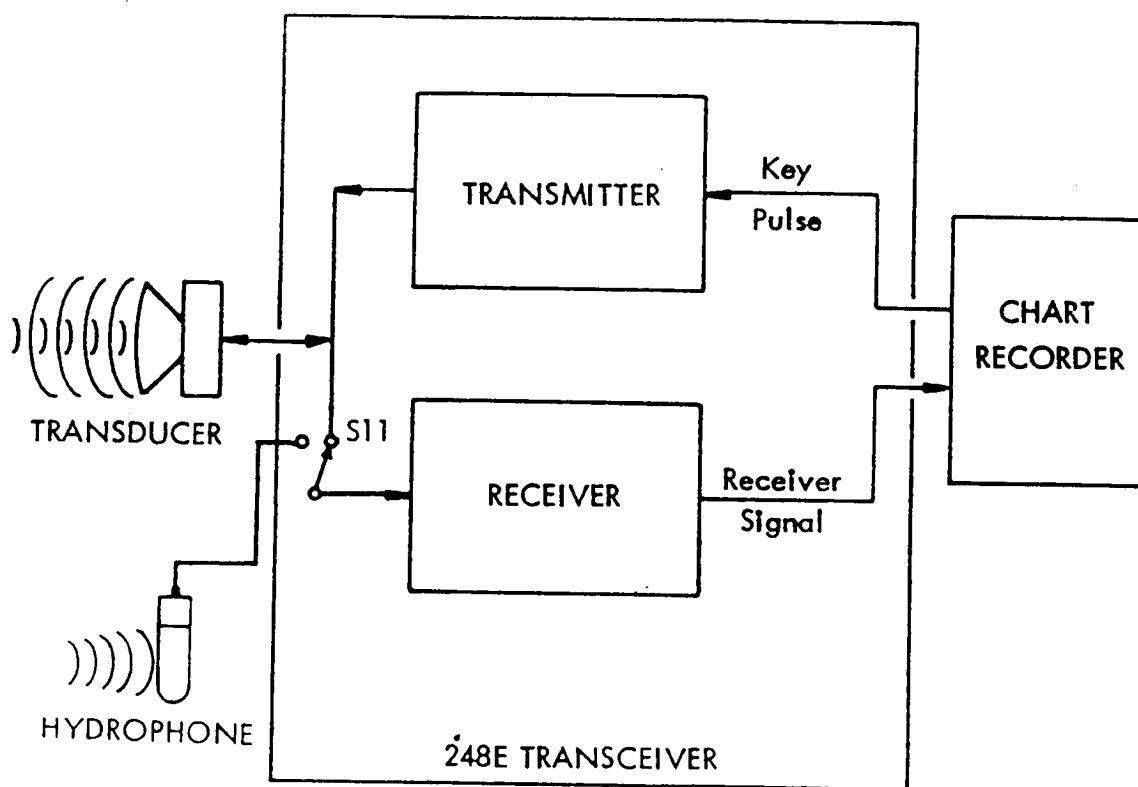 TRANSMITTER
Key
Pulse
CHART
RECORDER
TRANSDUCER
S11
RECEIVER
Receiver
Signal
HYDROPHONE
248E TRANSCEIVER